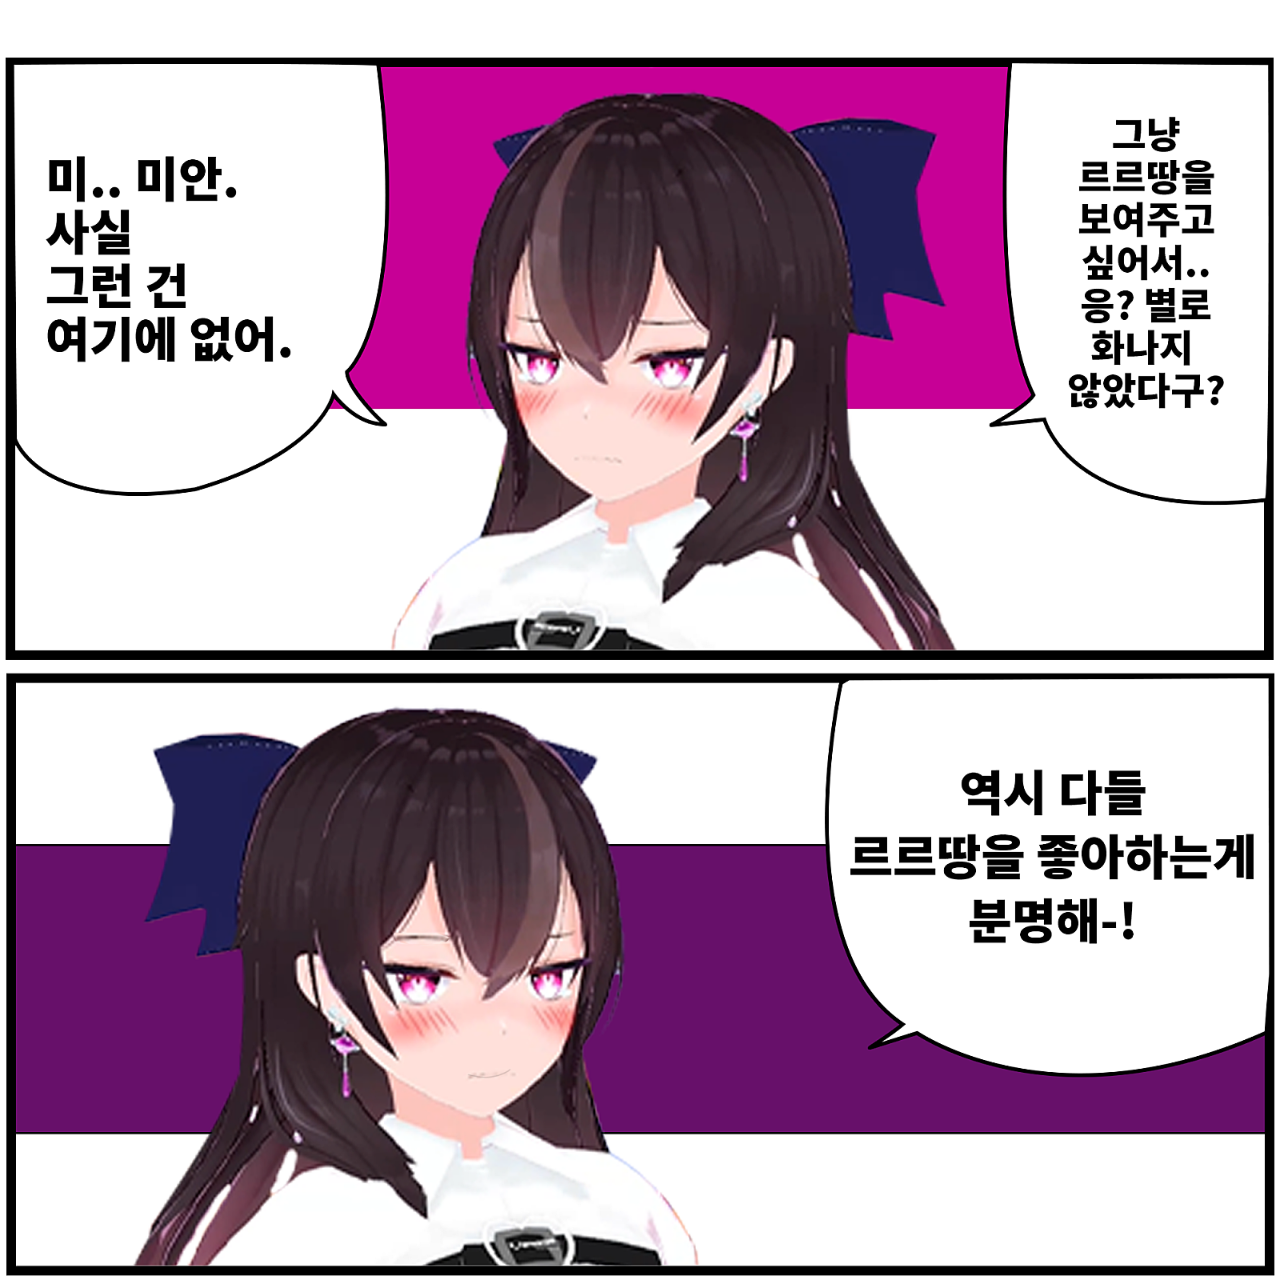 미.. 미안.
사실
그런 건
여기에 없어.
그냥
르르땅을
보여주고
싶어서..
응? 별로
화나지
않았다구?
역시 다들
르르땅을 좋아하는게
분명해-!